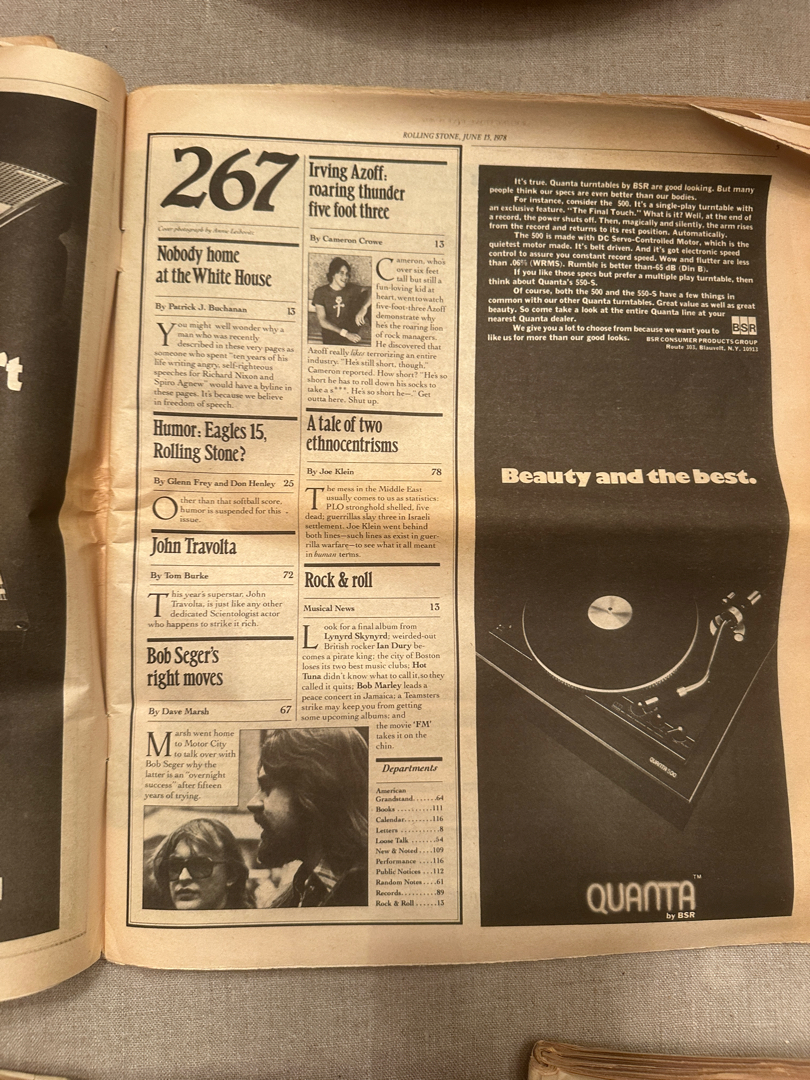 ROLLING STONE, JUNE 15, 1978
267
Cover photograph by Annie Leibovitz
Nobody home
at the White House
By Patrick J. Buchanan 13
You might well wonder why a
man who was recently
described in these very pages as
someone who spent "ten years of his
life writing angry, self-righteous
speeches for Richard Nixon and
Spiro Agnew" would have a byline in
these pages. It's because we believe
in freedom of speech.
Humor: Eagles 15,
Rolling Stone?
By Glenn Frey and Don Henley 25
Other than that softball score,
humor is suspended for this
issue.
John Travolta
By Tom Burke 72
This year's superstar, John
Travolta, is just like any other
dedicated Scientologist actor
who happens to strike it rich.
Bob Seger's
right moves
By Dave Marsh 67
Marsh went home
to Motor City
to talk over with
Bob Seger why the
latter is an "overnight
success" after fifteen
years of trying.
Irving Azoff:
roaring thunder
five foot three
By Cameron Crowe 13
Cameron, who's
over six feet
tall but still a
fun-loving kid at
heart, went to watch
five-foot-three Azoff
demonstrate why
he's the roaring lion
of rock managers.
He discovered that
Azoff really likes terrorizing an entire
industry. "He's still short, though,"
Cameron reported. How short? "He's so
short he has to roll down his socks to
take a s***. He's so short he—" Get
outta here. Shut up.
A tale of two
ethnocentrisms
By Joe Klein 78
The mess in the Middle East
usually comes to us as statistics:
PLO stronghold shelled, five
dead; guerrillas slay three in Israeli
settlement. Joe Klein went behind
both lines—such lines as exist in guer-
rilla warfare—to see what it all meant
in human terms.
Rock & roll
Musical News 13
Look for a final album from
Lynyrd Skynyrd; weirded-out
British rocker Ian Dury be-
comes a pirate king; the city of Boston
loses its two best music clubs; Hot
Tuna didn't know what to call it, so they
called it quits; Bob Marley leads a
peace concert in Jamaica; a Teamsters
strike may keep you from getting
some upcoming albums; and
the movie 'FM'
takes it on the
chin.
Departments
American
Grandstand.......64
Books ..........111
Calendar........116
Letters ...........8
Loose Talk .......54
New & Noted....109
Performance ....116
Public Notices ...112
Random Notes....61
Records..........89
Rock & Roll ......13
It's true. Quanta turntables by BSR are good looking. But many
people think our specs are even better than our bodies.
For instance, consider the 500. It's a single-play turntable with
an exclusive feature. "The Final Touch." What is it? Well, at the end of
a record, the power shuts off. Then, magically and silently, the arm rises
from the record and returns to its rest position. Automatically.
The 500 is made with DC Servo-Controlled Motor, which is the
quietest motor made. It's belt driven. And it's got electronic speed
control to assure you constant record speed. Wow and flutter are less
than .06% (WRMS). Rumble is better than -65 dB (Din B).
If you like those specs but prefer a multiple play turntable, then
think about Quanta's 550-S.
Of course, both the 500 and the 550-S have a few things in
common with our other Quanta turntables. Great value as well as great
beauty. So come take a look at the entire Quanta line at your
nearest Quanta dealer.
We give you a lot to choose from because we want you to
like us for more than our good looks.
BSR
BSR CONSUMER PRODUCTS GROUP
Route 303, Blauvelt, N.Y. 10913
Beauty and the best.
QUANTA 500
QUANTA™
by BSR